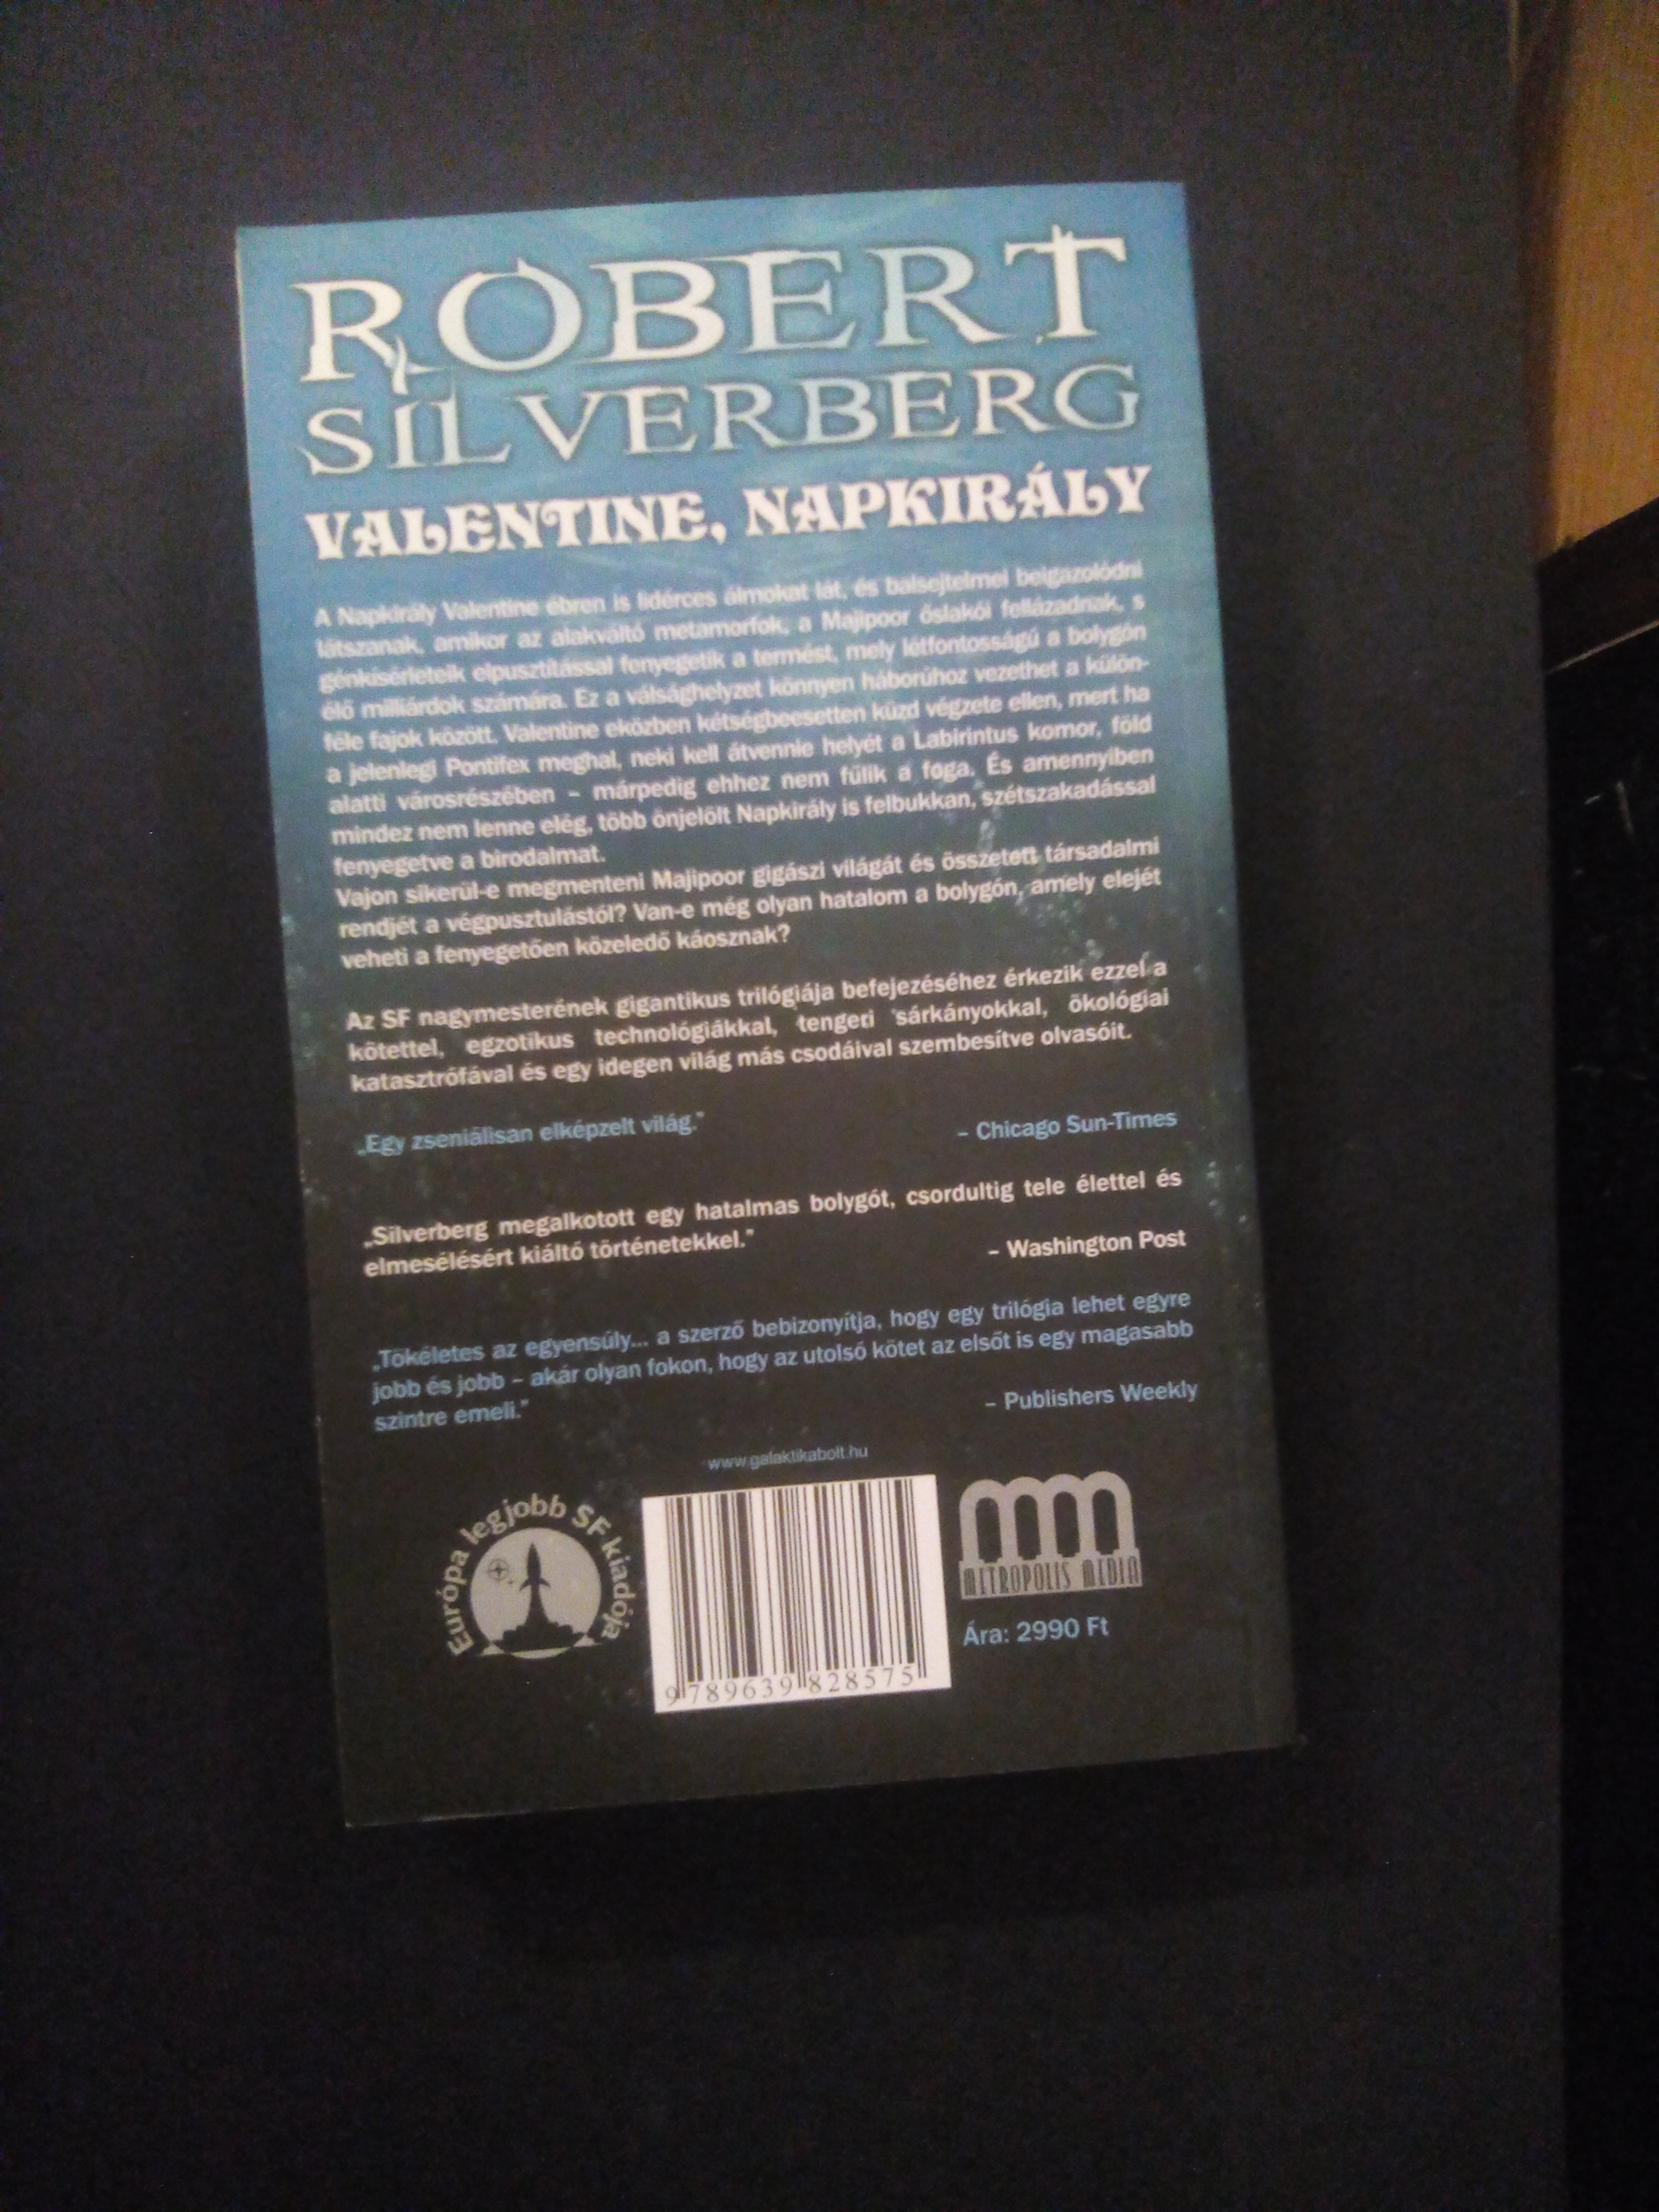 ROBERT
SILVERBERG
VALENTINE, NAPKIRÁLY
A Napkirály Valentine ébren is lidérces álmokat lát, és balsejtelmei beigazolódni
látszanak, amikor az alakváltó metamorfok, a Majipoor őslakói fellázadnak, s
génkísérleteik elpusztítással fenyegetik a termést, mely létfontosságú a bolygón
élő milliárdok számára. Ez a válsághelyzet könnyen háborúhoz vezethet a külön-
féle fajok között. Valentine eközben kétségbeesetten küzd végzete ellen, mert ha
a jelenlegi Pontifex meghal, neki kell átvennie helyét a Labirintus komor, föld
alatti városrészében – márpedig ehhez nem fűlik a foga. És amennyiben
mindez nem lenne elég, több önjelölt Napkirály is felbukkan, szétszakadással
fenyegetve a birodalmat.
Vajon sikerül-e megmenteni Majipoor gigászi világát és összetett társadalmi
rendjét a végpusztulástól? Van-e még olyan hatalom a bolygón, amely elejét
veheti a fenyegetően közeledő káosznak?
Az SF nagymesterének gigantikus trilógiája befejezéséhez érkezik ezzel a
kötettel, egzotikus technológiákkal, tengeri sárkányokkal, ökológiai
katasztrófával és egy idegen világ más csodáival szembesítve olvasóit.
„Egy zseniálisan elképzelt világ.”
– Chicago Sun-Times
„Silverberg megalkotott egy hatalmas bolygót, csordultig tele élettel és
elmesélésért kiáltó történetekkel.”
– Washington Post
„Tökéletes az egyensúly... a szerző bebizonyítja, hogy egy trilógia lehet egyre
jobb és jobb – akár olyan fokon, hogy az utolsó kötet az elsőt is egy magasabb
szintre emeli.”
– Publishers Weekly
www.galaktikabolt.hu
Európa legjobb SF kiadója
METROPOLIS MEDIA
Ára: 2990 Ft
9 789639 828575